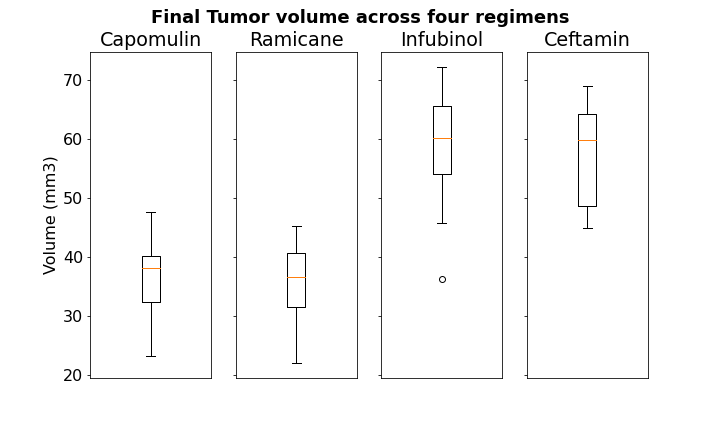 Final Tumor volume across four regimens
Capomulin Ramicane Infubinol Ceftamin
Volume (mm3)
70
60
50
40
30
20